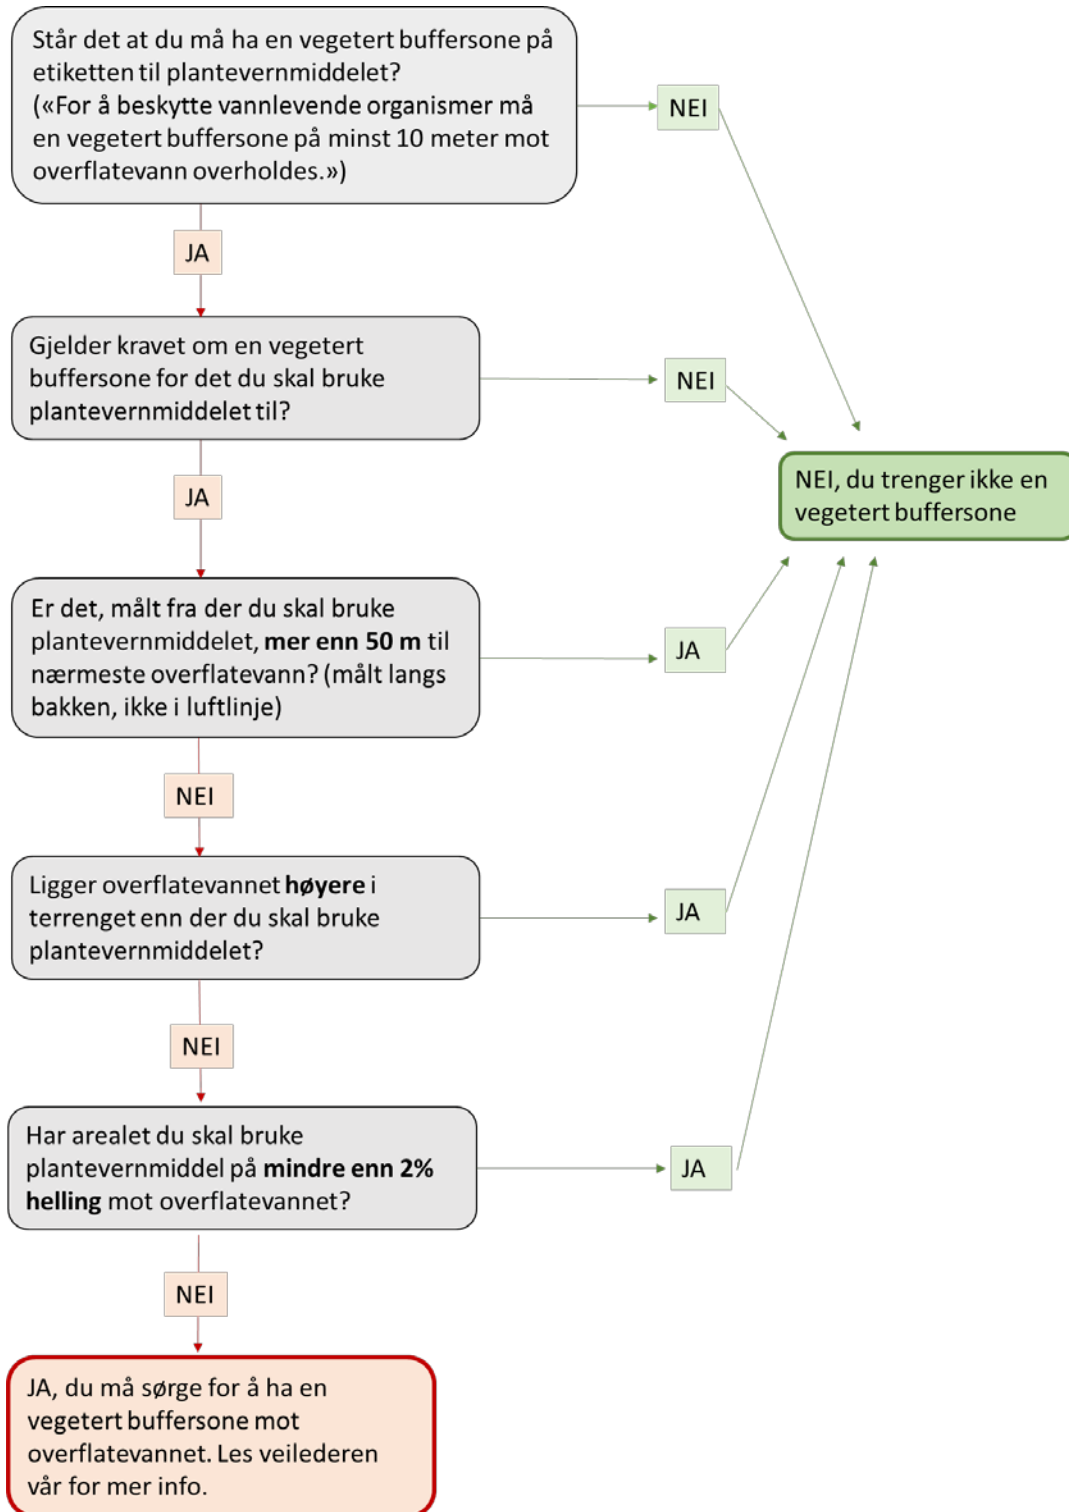 Står det at du må ha en vegetert buffersone på
etiketten til plantevernmiddelet?
(«For å beskytte vannlevende organismer må
en vegetert buffersone på minst 10 meter mot
overflatevann overholdes.»)
NEI
JA
Gjelder kravet om en vegetert
buffersone for det du skal bruke
plantevernmiddelet til?
NEI
JA
NEI, du trenger ikke en
vegetert buffersone
Er det, målt fra der du skal bruke
plantevernmiddelet, mer enn 50 m til
nærmeste overflatevann? (målt langs
bakken, ikke i luftlinje)
JA
NEI
Ligger overflatevannet høyere i
terrenget enn der du skal bruke
plantevernmiddelet?
JA
NEI
Har arealet du skal bruke
plantevernmiddel på mindre enn 2%
helling mot overflatevannet?
JA
NEI
JA, du må sørge for å ha en
vegetert buffersone mot
overflatevannet. Les veilederen
vår for mer info.